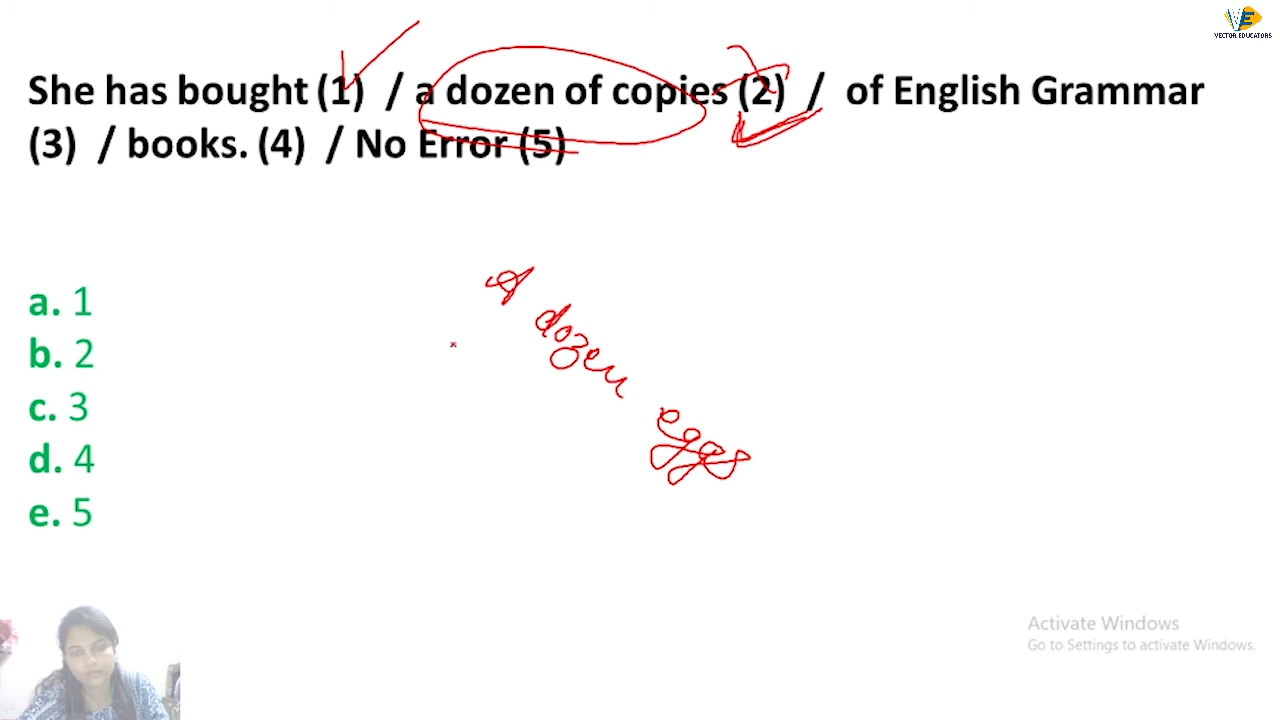 VECTOR EDUCATORS
She has bought (1) / a dozen of copies (2) / of English Grammar
(3) / books. (4) / No Error (5)
A dozen eggs
a. 1
b. 2
c. 3
d. 4
e. 5
Activate Windows
Go to Settings to activate Windows.